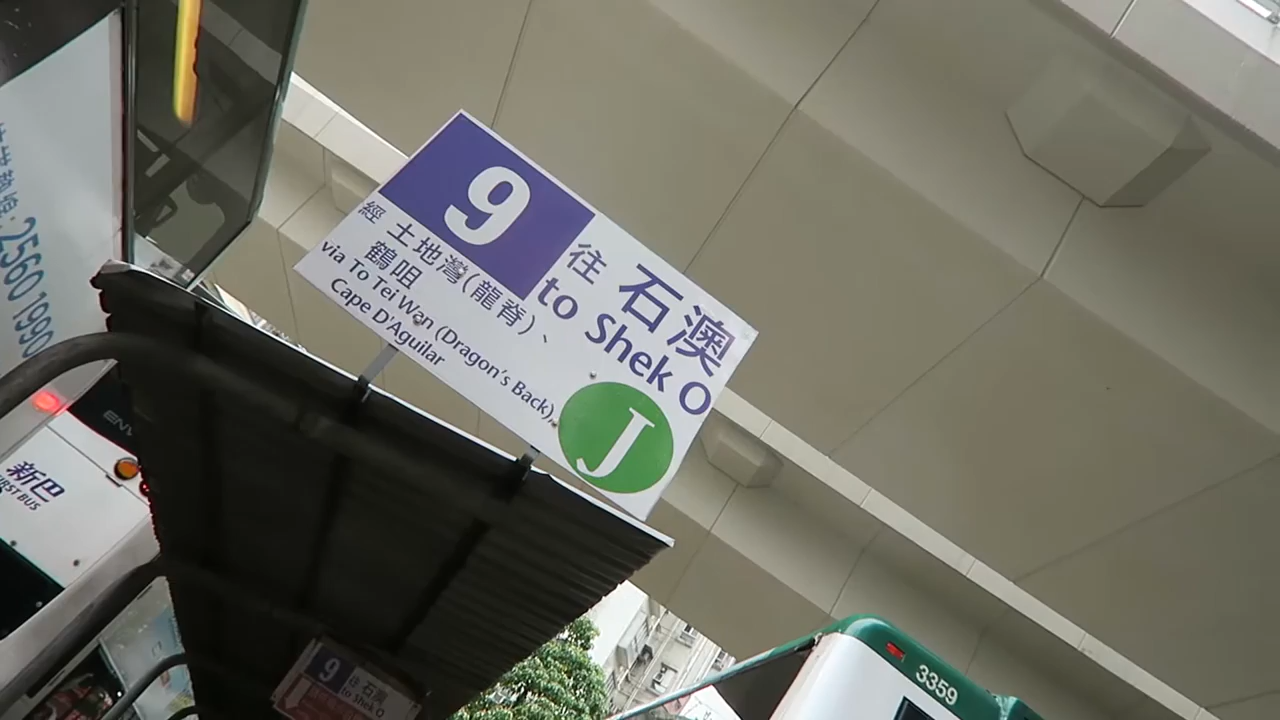 9
往 石澳
to Shek O
經 土地灣(龍脊)、
鶴咀
via To Tei Wan (Dragon's Back),
Cape D'Aguilar
J
2560 1990
新巴
FIRST BUS
ENV
9
往 石澳
to Shek O
3359